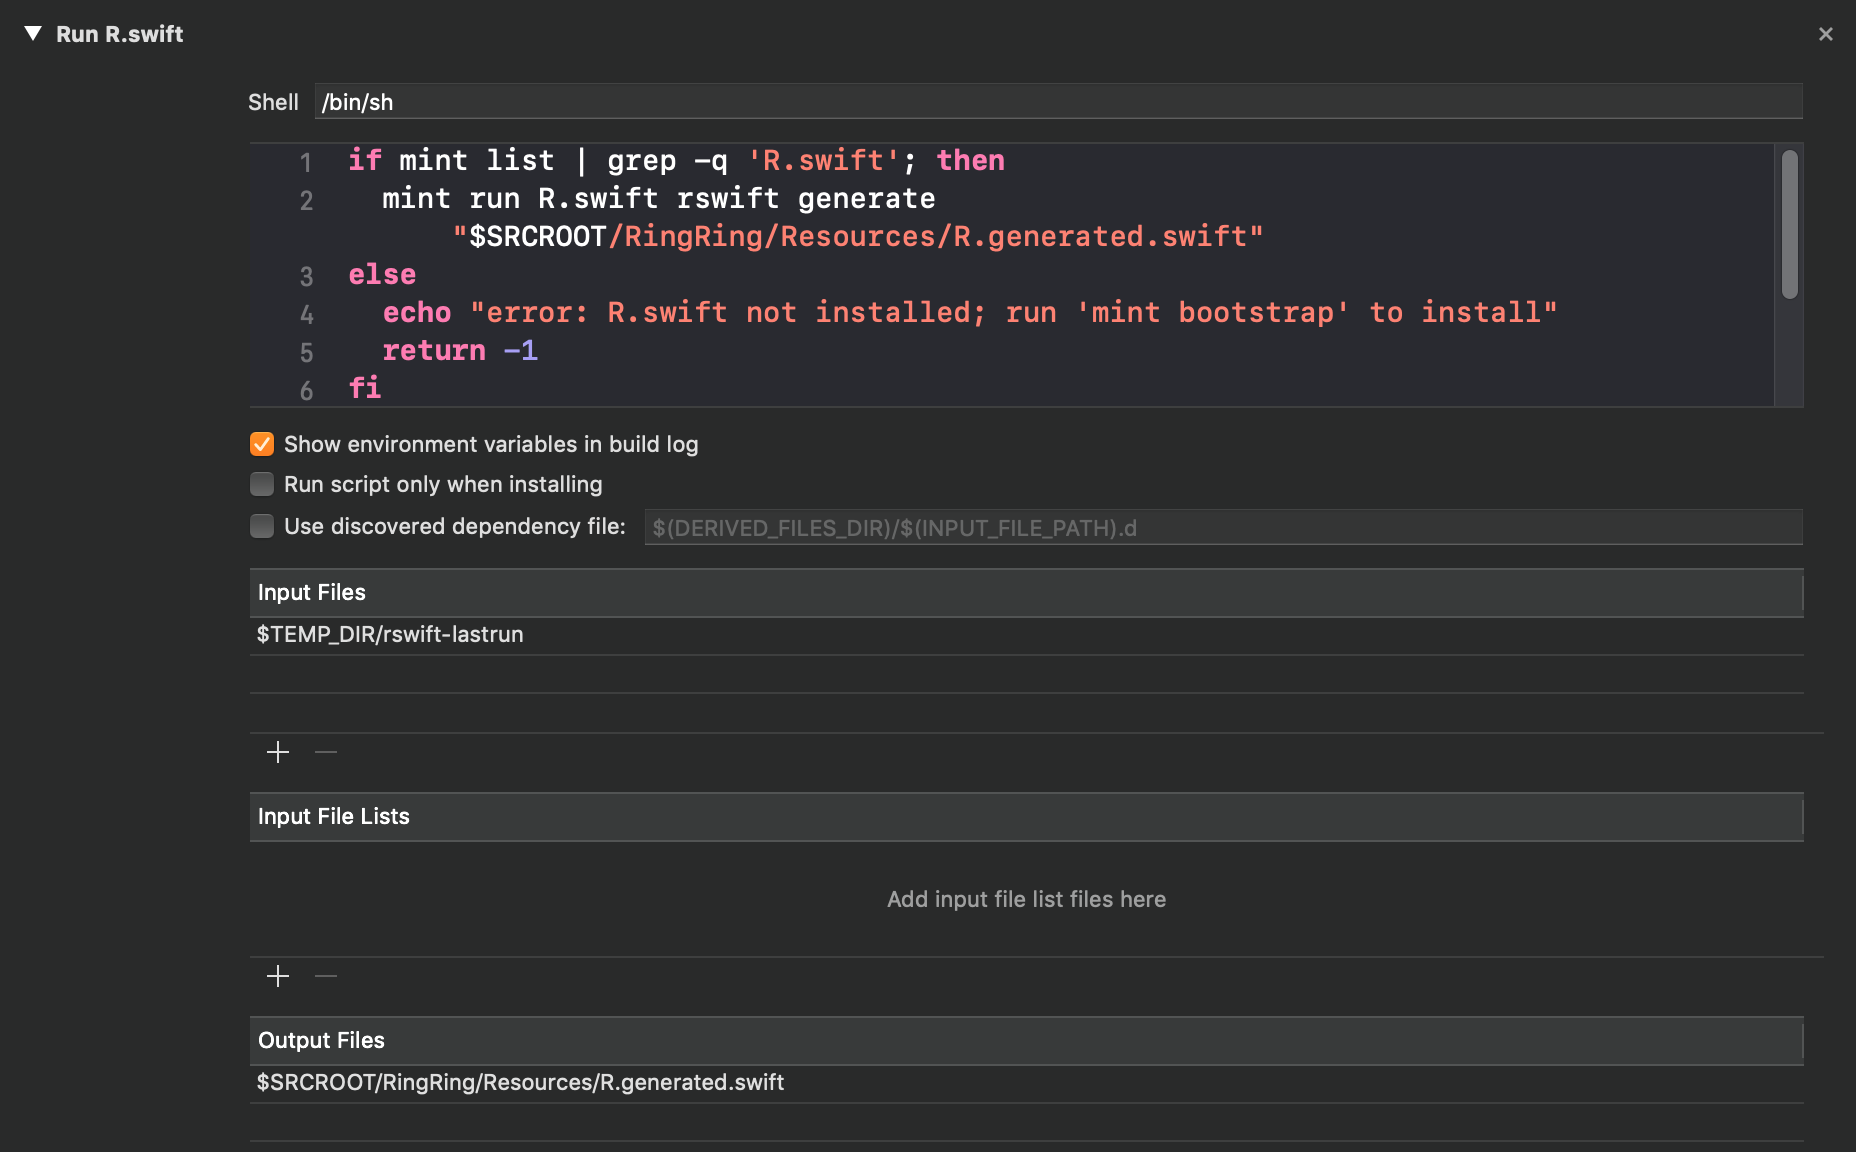 Run R.swift
Shell /bin/sh
1 if mint list | grep -q 'R.swift'; then
2 mint run R.swift rswift generate
"$SRCROOT/RingRing/Resources/R.generated.swift"
3 else
4 echo "error: R.swift not installed; run 'mint bootstrap' to install"
5 return -1
6 fi
Show environment variables in build log
Run script only when installing
Use discovered dependency file: $(DERIVED_FILES_DIR)/$(INPUT_FILE_PATH).d
Input Files
$TEMP_DIR/rswift-lastrun
Input File Lists
Add input file list files here
Output Files
$SRCROOT/RingRing/Resources/R.generated.swift